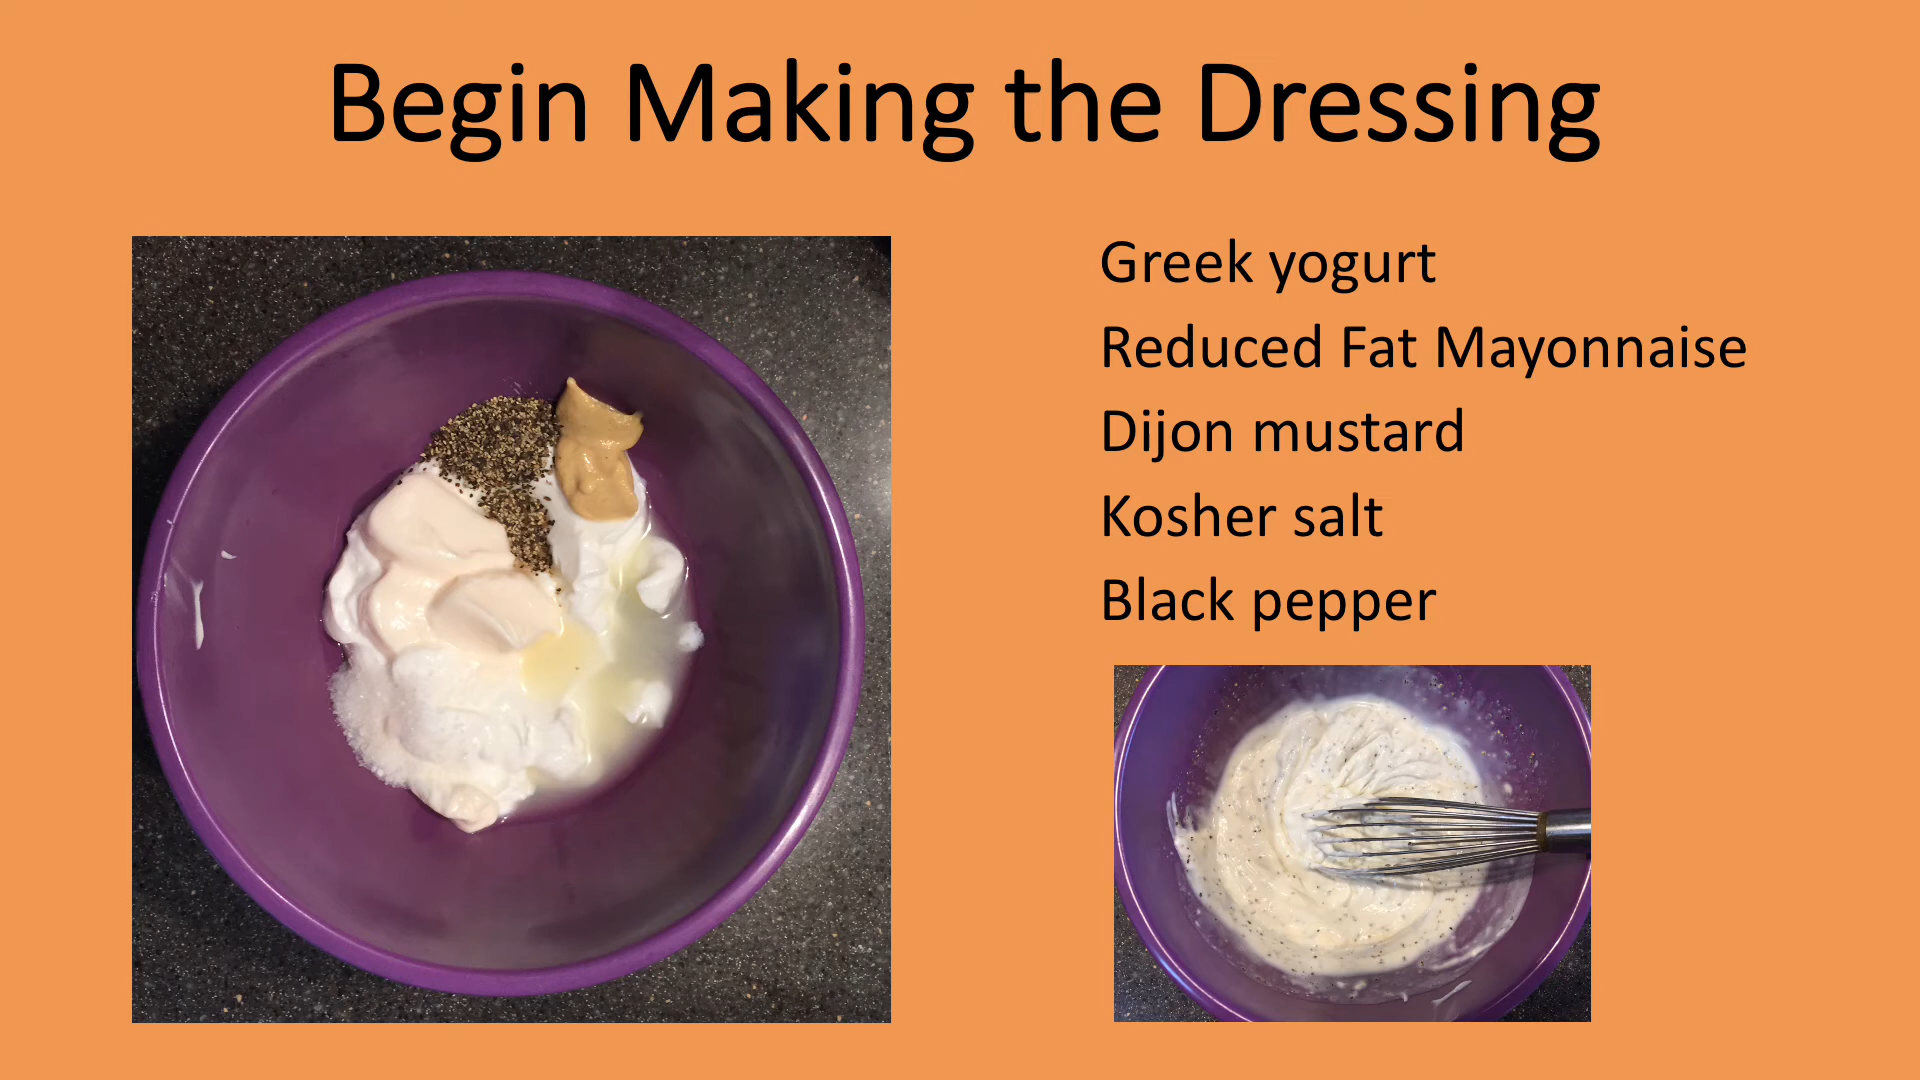 Begin Making the Dressing
Greek yogurt
Reduced Fat Mayonnaise
Dijon mustard
Kosher salt
Black pepper